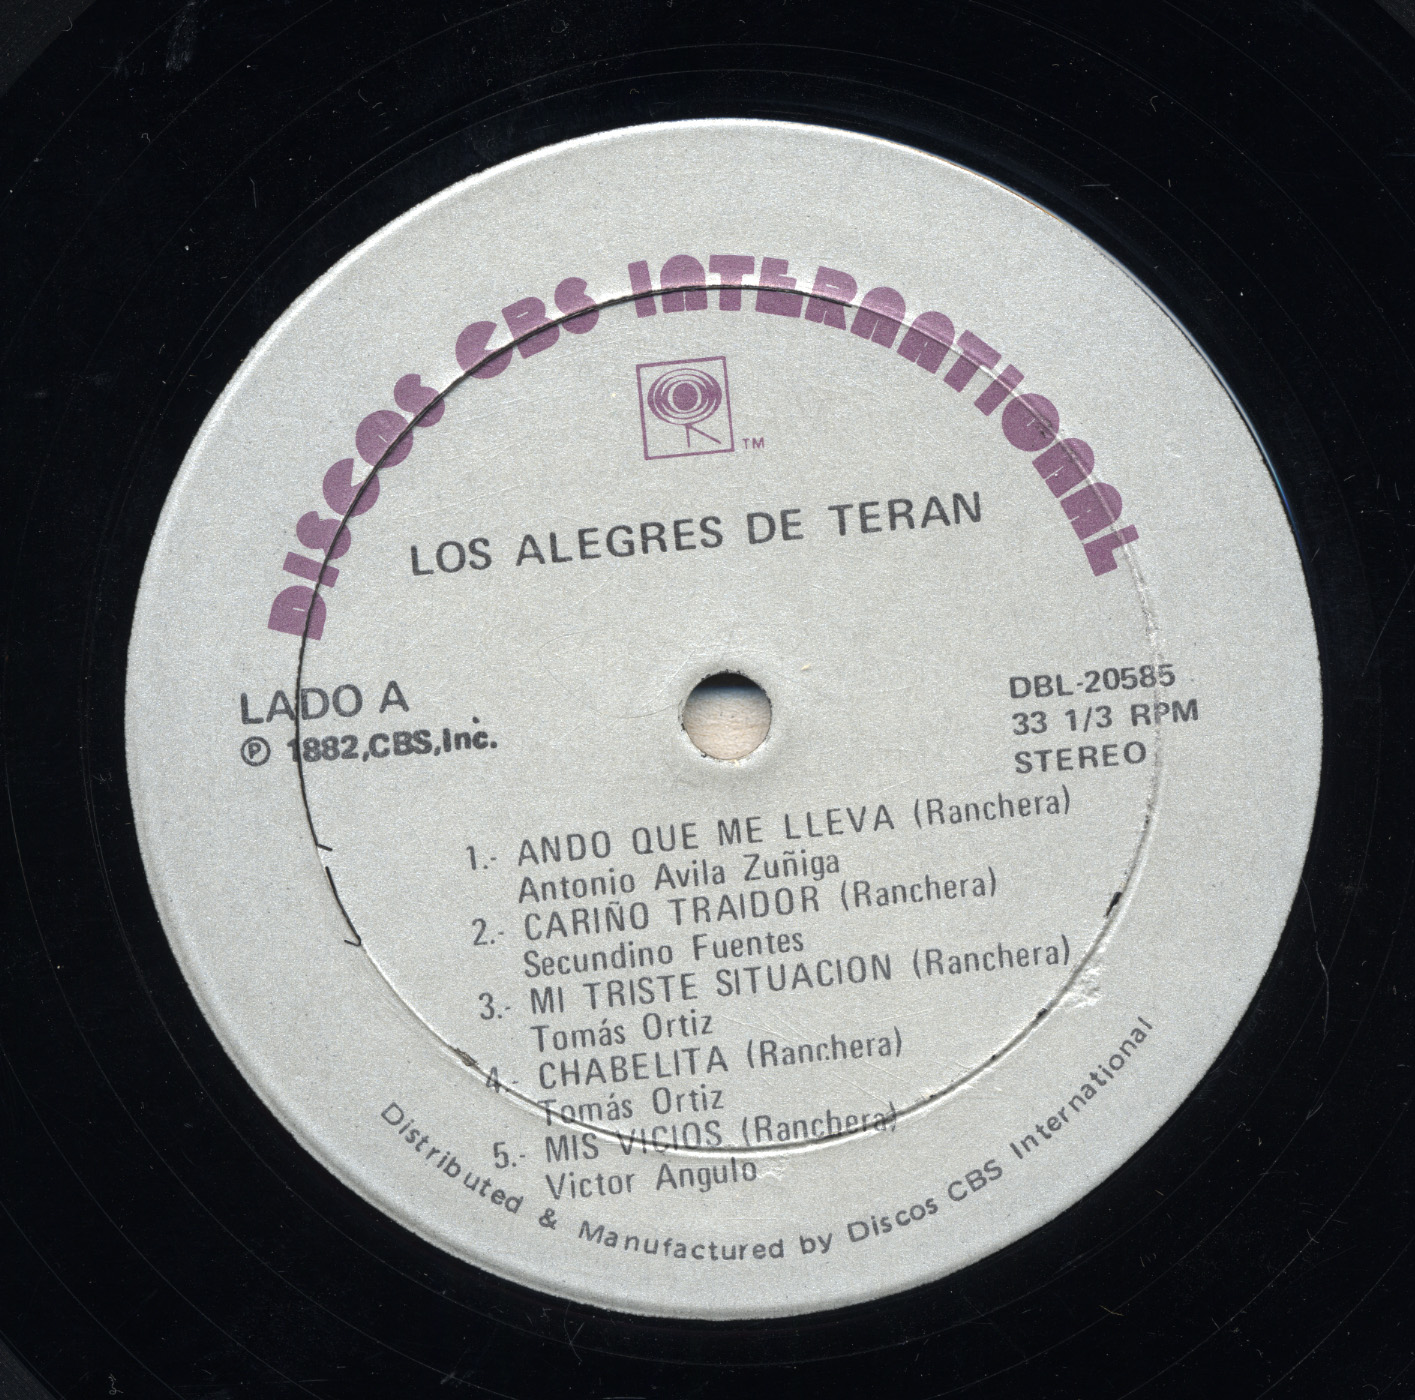 DISCOS CBS INTERNATIONAL
TM
LOS ALEGRES DE TERAN
LADO A
℗ 1882,CBS,Inc.
DBL-20585
33 1/3 RPM
STEREO
1.- ANDO QUE ME LLEVA (Ranchera)
Antonio Avila Zuñiga
2.- CARIÑO TRAIDOR (Ranchera)
Secundino Fuentes
3.- MI TRISTE SITUACION (Ranchera)
Tomás Ortiz
4.- CHABELITA (Ranchera)
Tomás Ortiz
5.- MIS VICIOS (Ranchera)
Victor Angulo
Distributed & Manufactured by Discos CBS International